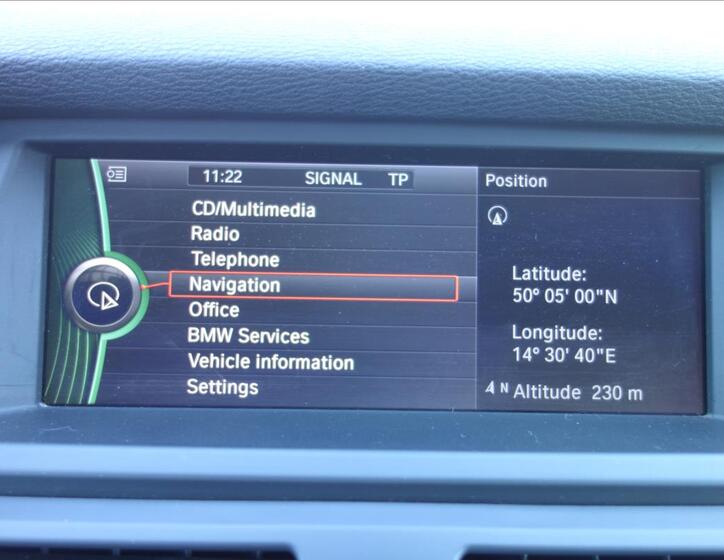 11:22 SIGNAL TP
CD/Multimedia
Radio
Telephone
Navigation
Office
BMW Services
Vehicle information
Settings
Position
Latitude:
50° 05' 00"N
Longitude:
14° 30' 40"E
N Altitude 230 m